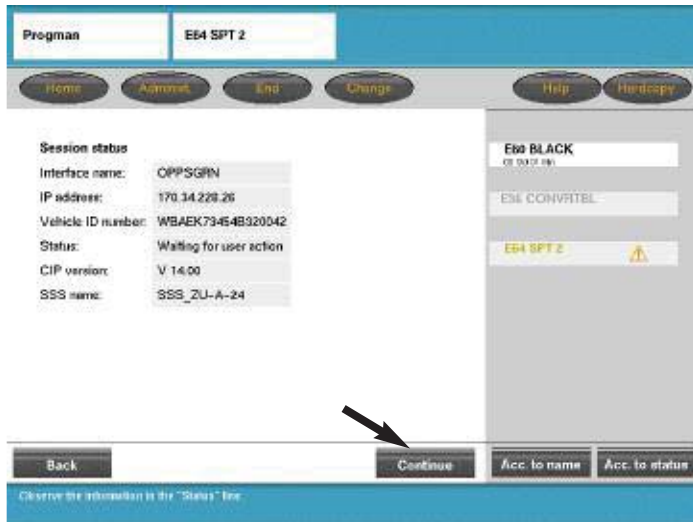 Progman
E64 SPT 2
Home
Administ.
End
Change
Help
Hardcopy
Session status
Interface name: OPPSGRN
IP address: 170.34.228.26
Vehicle ID number: WBAEK73454B320042
Status: Waiting for user action
CIP version: V 14.00
SSS name: SSS_ZU-A-24
E60 BLACK
E64 SPT 2
Back
Continue
Acc. to name
Acc. to status
Observe the information in the "Status" line.